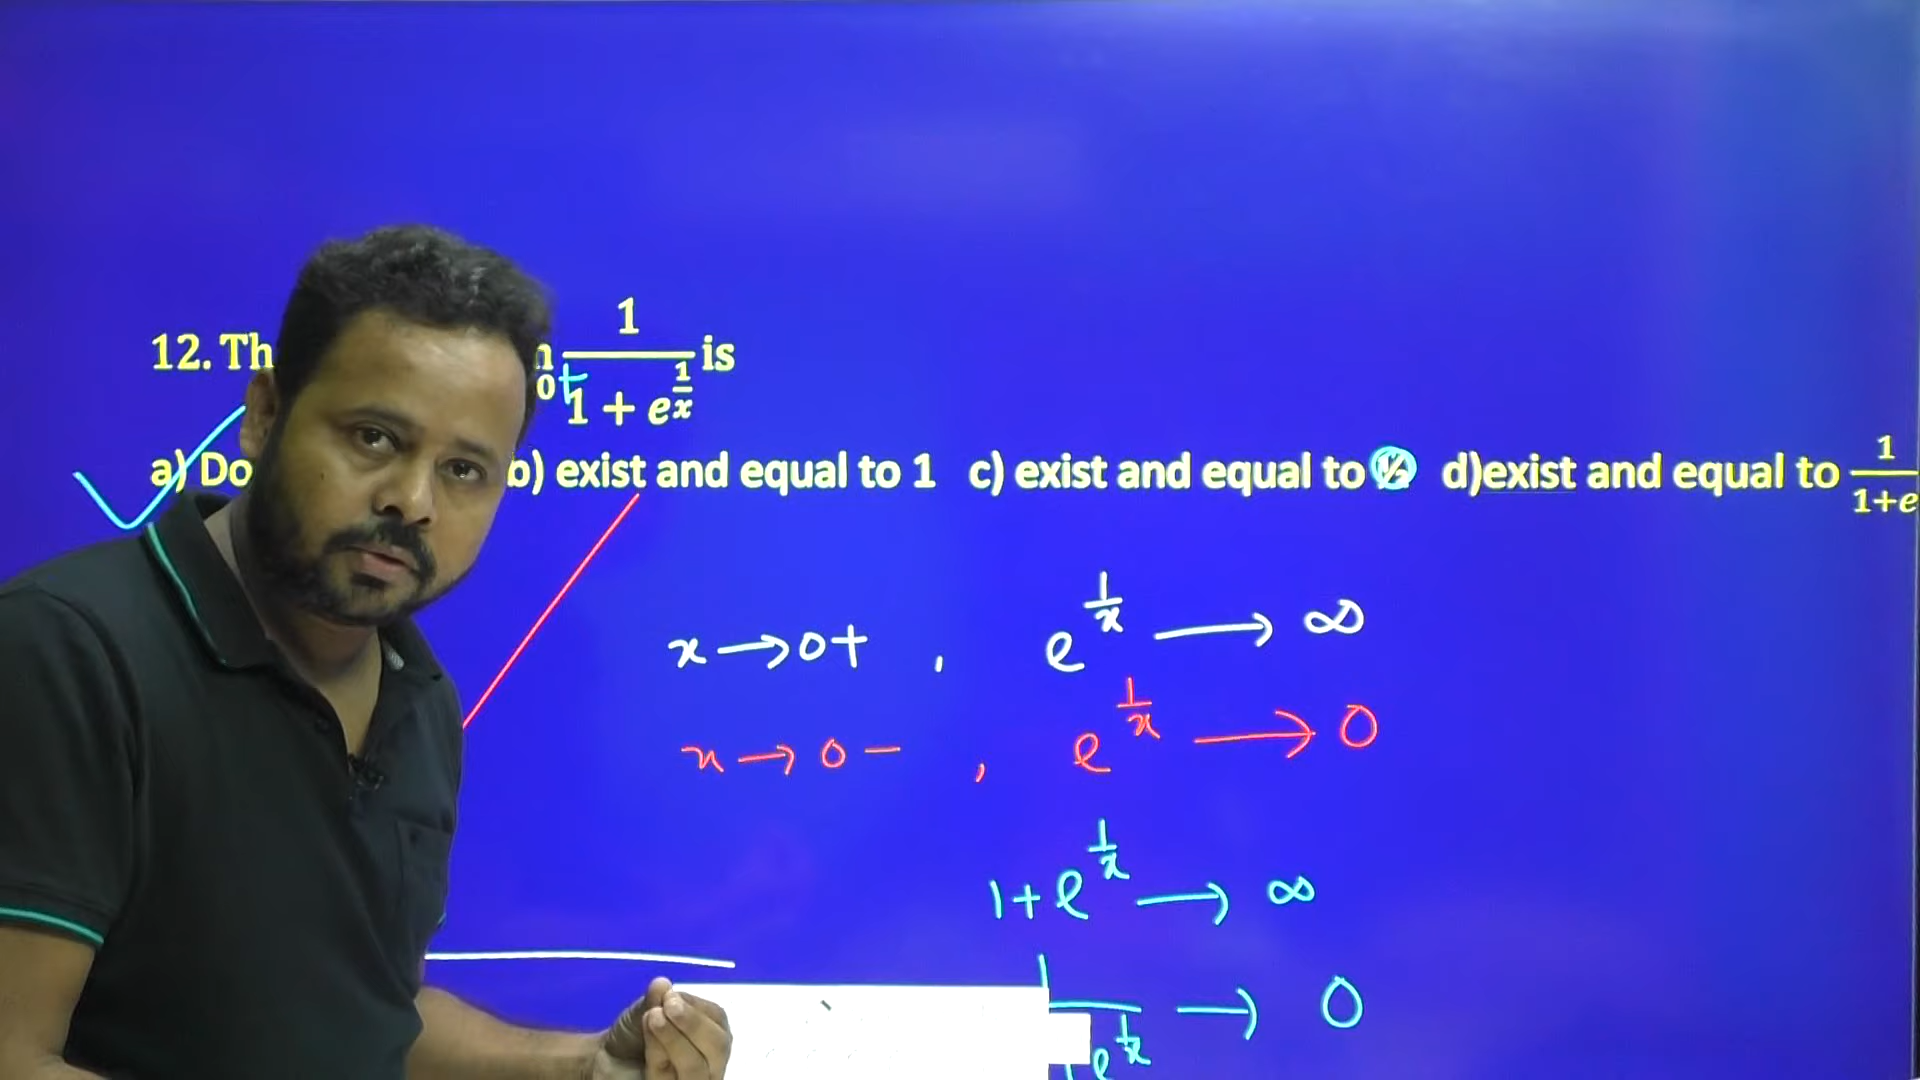 12. Th 1/(1 + e^(1/x)) is
0+
a) Do b) exist and equal to 1 c) exist and equal to ½ d)exist and equal to 1/(1+e
x → 0+ , e^(1/x) → ∞
x → 0 − , e^(1/x) → 0
1+e^(1/x) → ∞
1/ e^(1/x) → 0